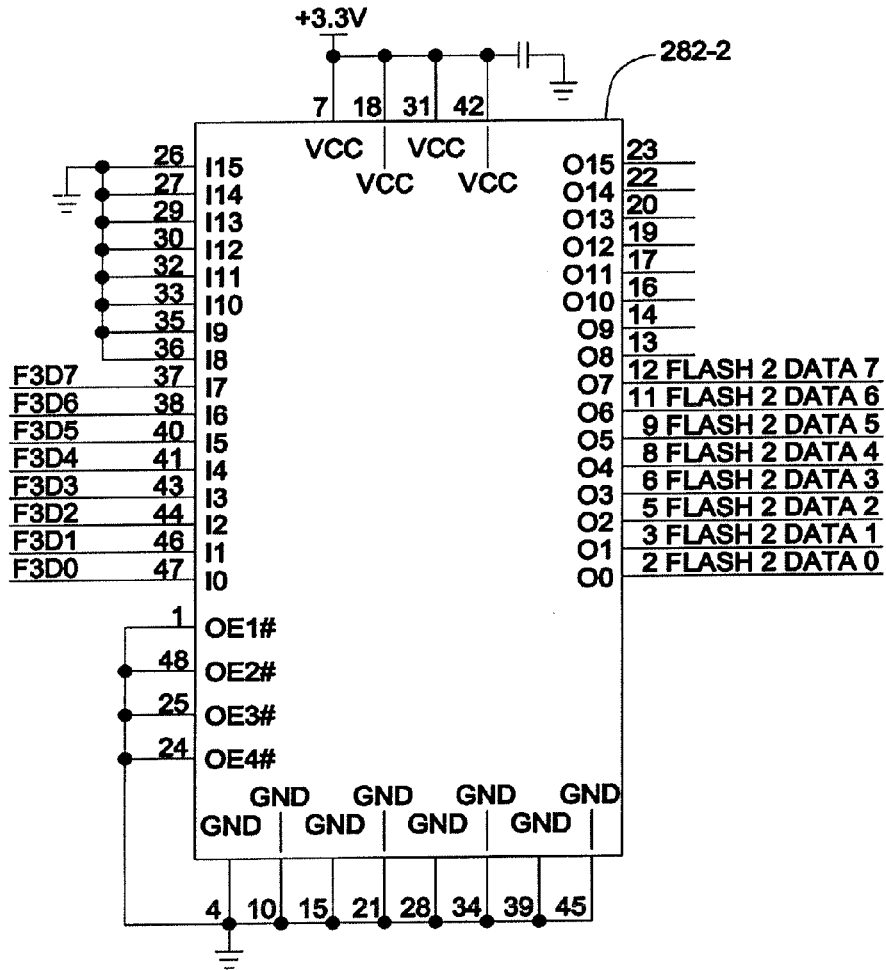 +3.3V
282-2
7 18 31 42
VCC VCC
VCC VCC
26 I15 O15 23
27 I14 O14 22
29 I13 O13 20
30 I12 O12 19
32 I11 O11 17
33 I10 O10 16
35 I9 O9 14
36 I8 O8 13
F3D7 37 I7 O7 12 FLASH 2 DATA 7
F3D6 38 I6 O6 11 FLASH 2 DATA 6
F3D5 40 I5 O5 9 FLASH 2 DATA 5
F3D4 41 I4 O4 8 FLASH 2 DATA 4
F3D3 43 I3 O3 6 FLASH 2 DATA 3
F3D2 44 I2 O2 5 FLASH 2 DATA 2
F3D1 46 I1 O1 3 FLASH 2 DATA 1
F3D0 47 I0 O0 2 FLASH 2 DATA 0
1 OE1#
48 OE2#
25 OE3#
24 OE4#
GND GND GND GND
GND GND GND GND
4 10 15 21 28 34 39 45